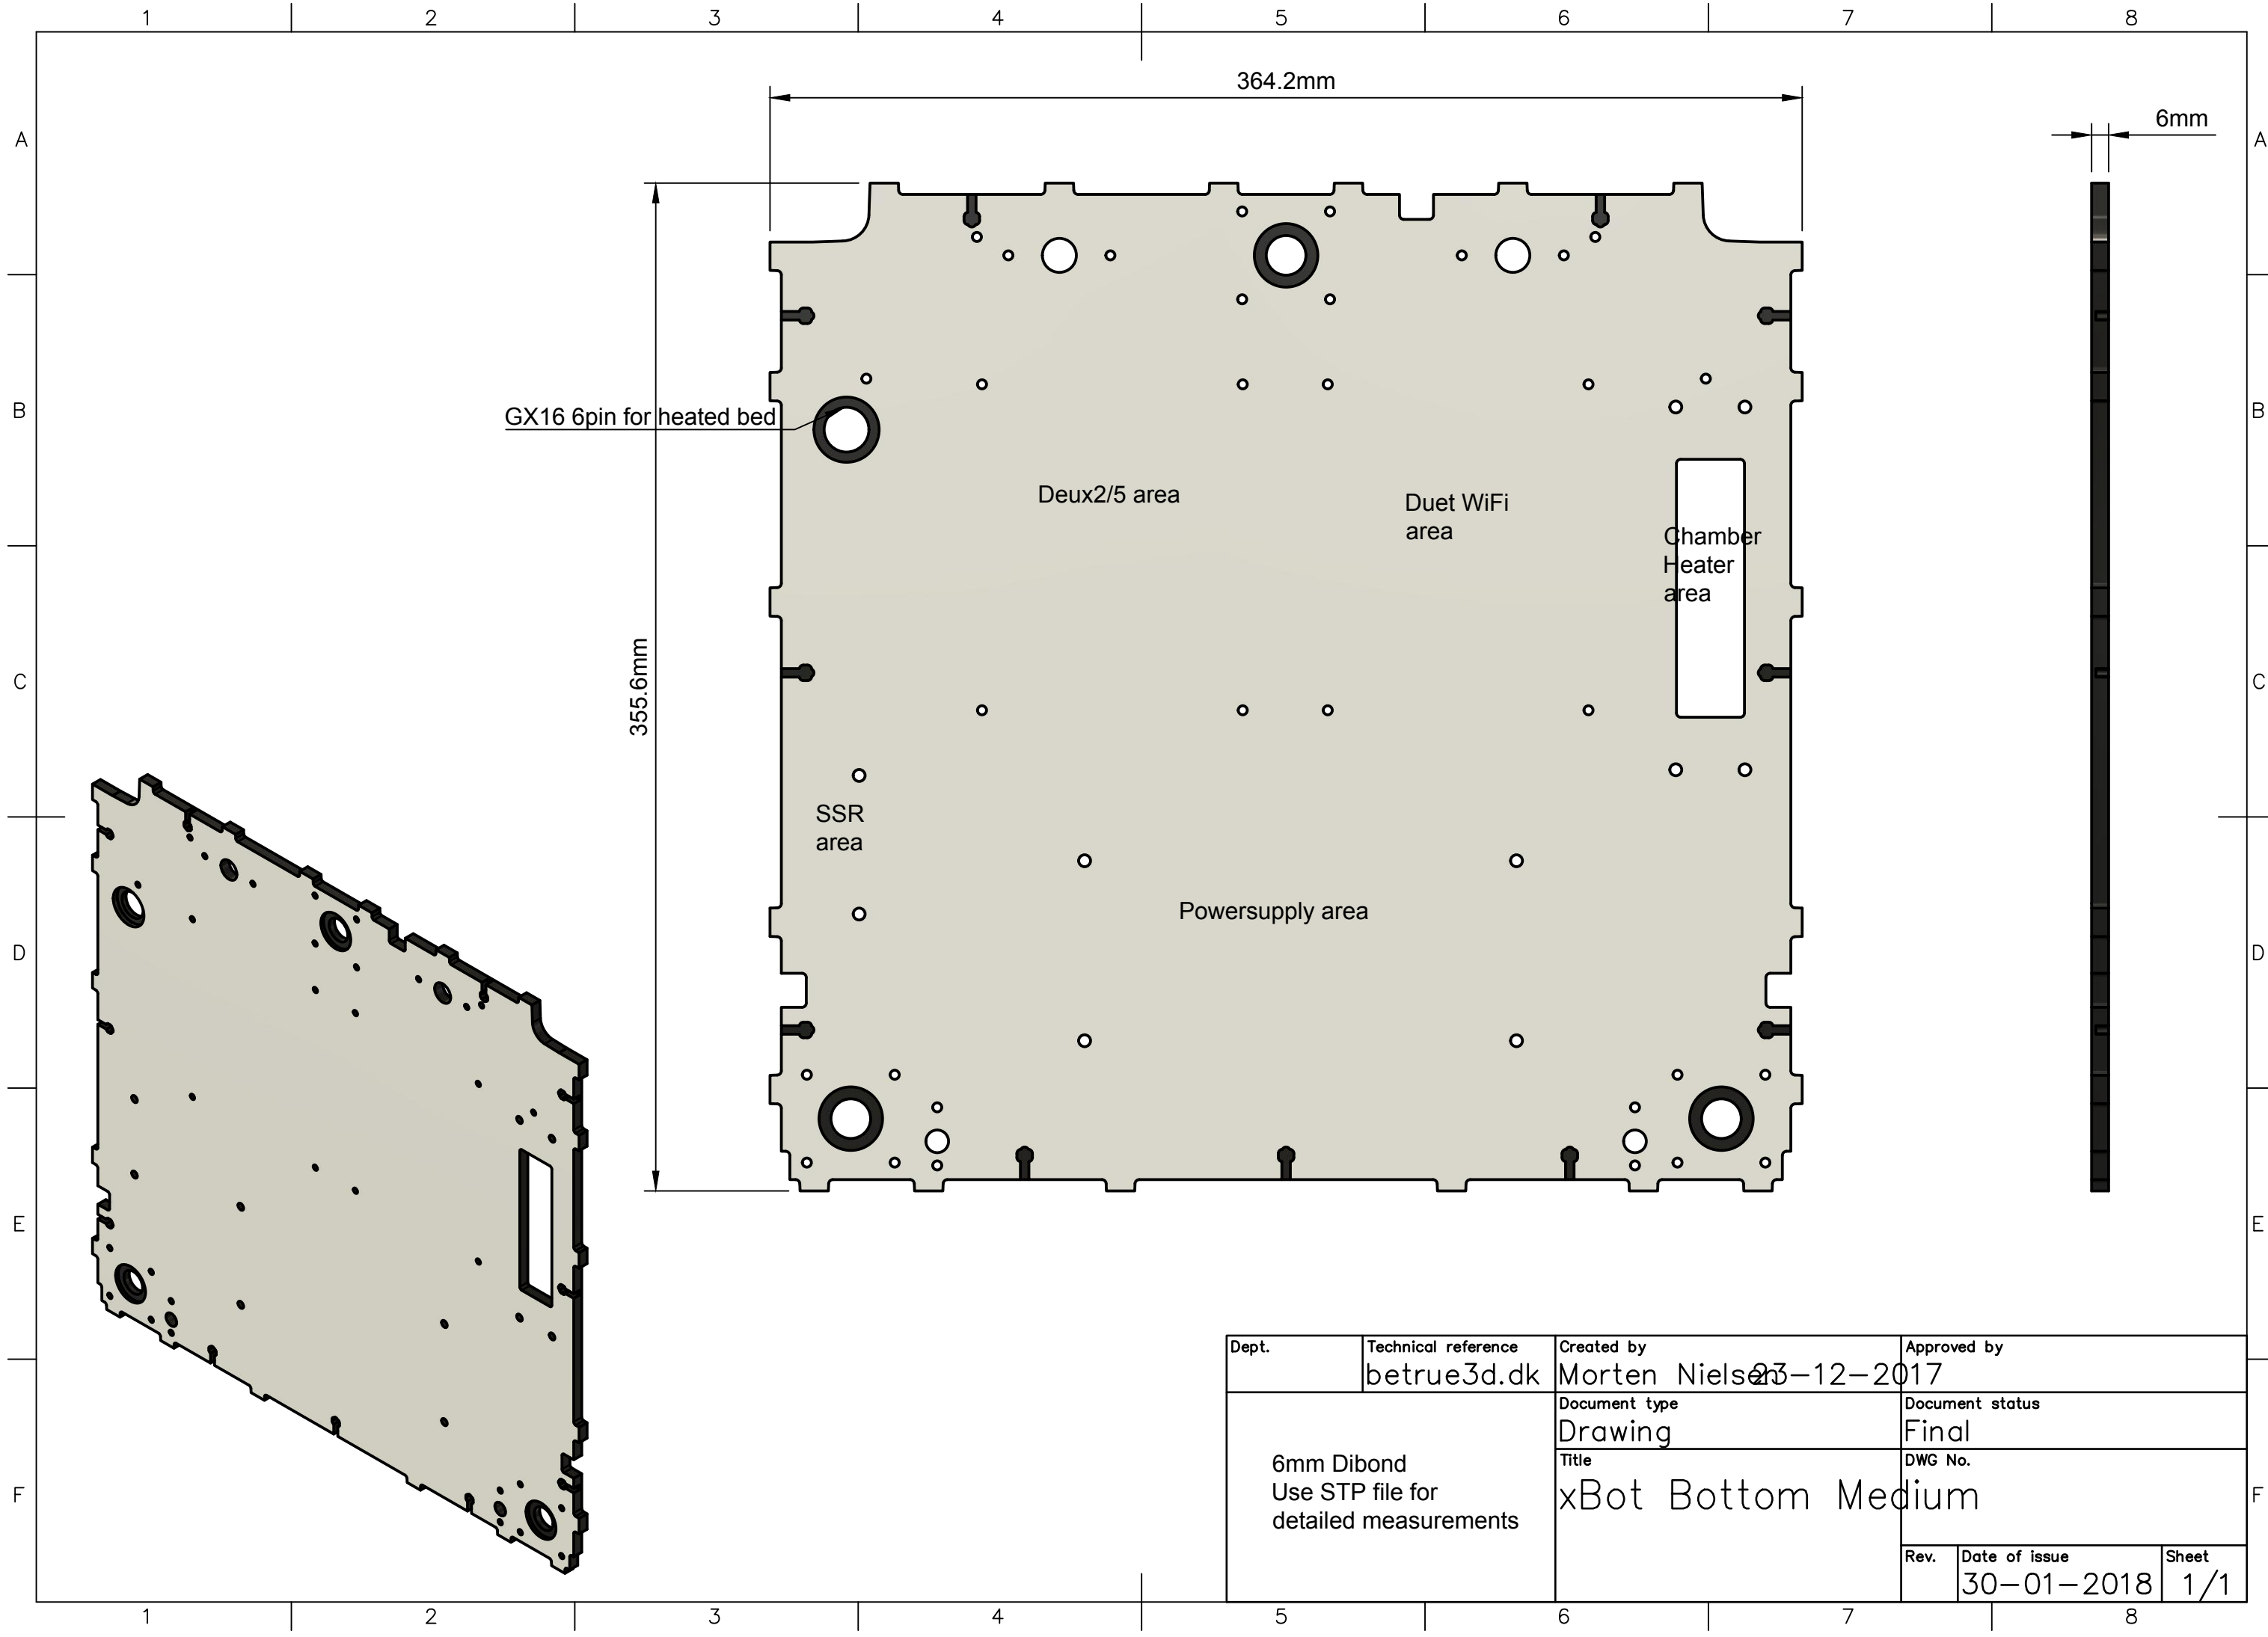 1 2 3 4 5 6 7 8
364.2mm
6mm
A A
B B
GX16 6pin for heated bed
Deux2/5 area
Duet WiFi
area
Chamber
Heater
area
355.6mm
C C
SSR
area
Powersupply area
D D
E E
F F
Dept.
Technical reference
betrue3d.dk
Created by
Morten Nielsen
23-12-2017
Approved by
Document type
Drawing
Document status
Final
6mm Dibond
Use STP file for
detailed measurements
Title
xBot Bottom Medium
DWG No.
Rev.
Date of issue
30-01-2018
Sheet
1/1
1 2 3 4 5 6 7 8